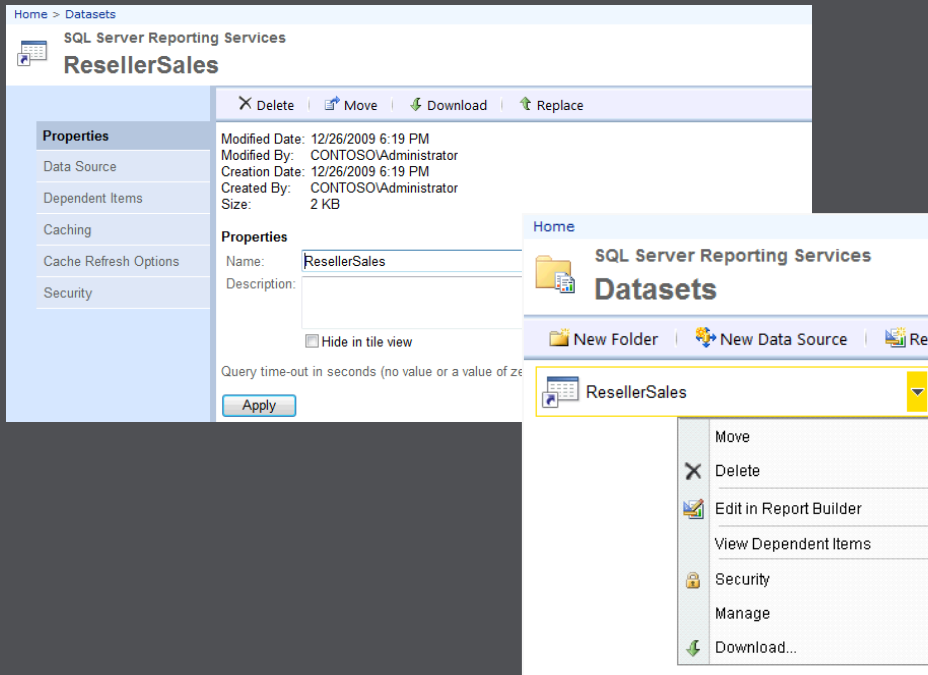 Home > Datasets
SQL Server Reporting Services
ResellerSales
Delete
Move
Download
Replace
Properties
Data Source
Dependent Items
Caching
Cache Refresh Options
Security
Modified Date: 12/26/2009 6:19 PM
Modified By: CONTOSO\Administrator
Creation Date: 12/26/2009 6:19 PM
Created By: CONTOSO\Administrator
Size: 2 KB
Properties
Name: ResellerSales
Description:
Hide in tile view
Query time-out in seconds (no value or a value of ze
Apply
Home
SQL Server Reporting Services
Datasets
New Folder
New Data Source
Re
ResellerSales
Move
Delete
Edit in Report Builder
View Dependent Items
Security
Manage
Download...